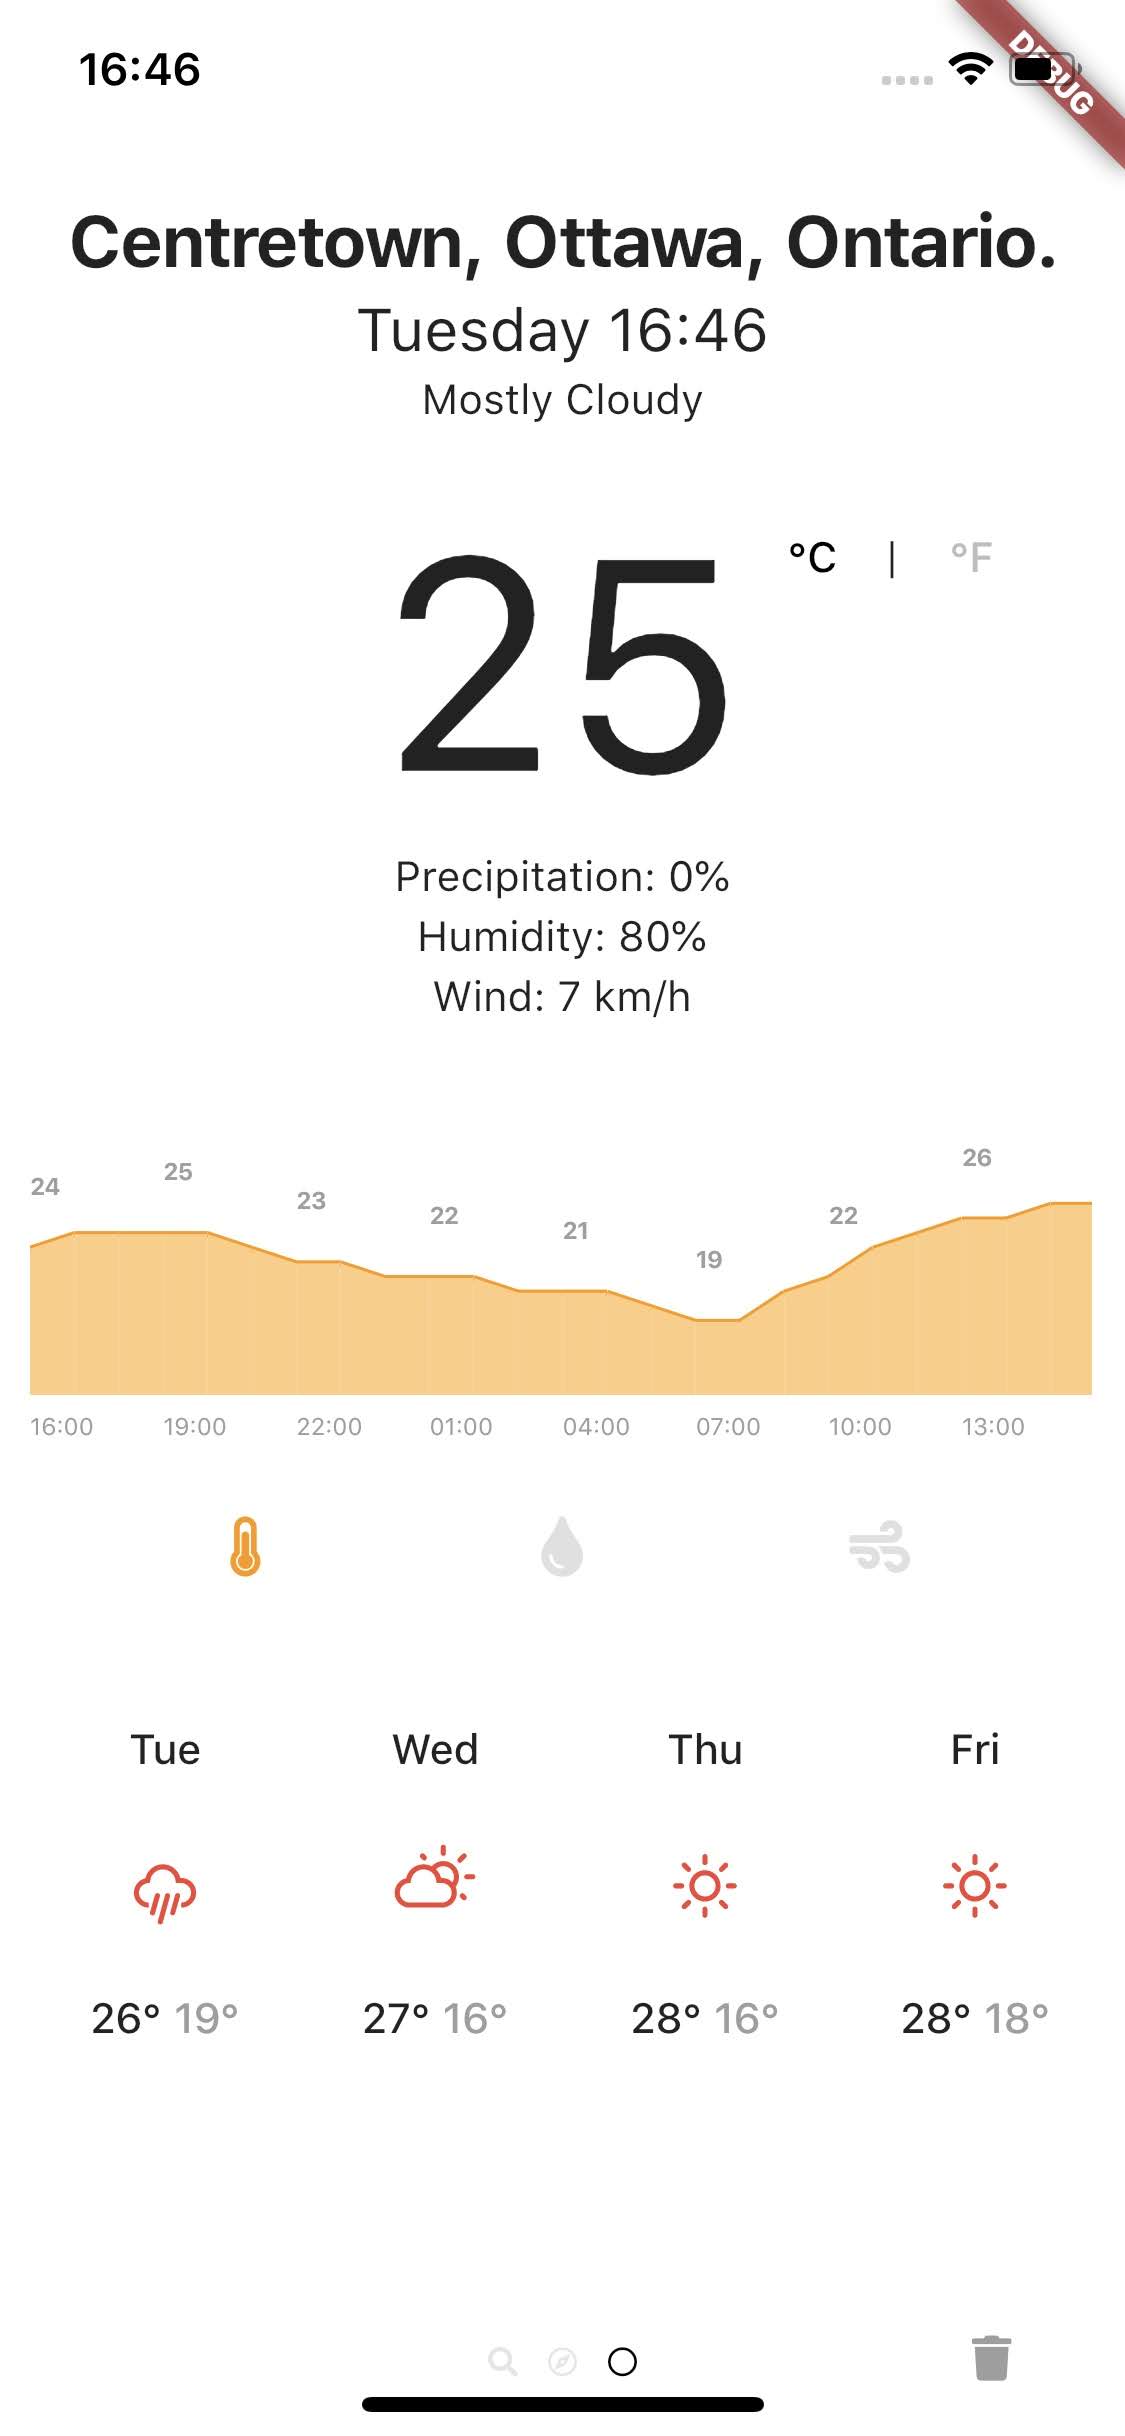 16:46
DEBUG
Centretown, Ottawa, Ontario.
Tuesday 16:46
Mostly Cloudy
25
°C | °F
Precipitation: 0%
Humidity: 80%
Wind: 7 km/h
24 25 23 22 21 19 22 26
16:00 19:00 22:00 01:00 04:00 07:00 10:00 13:00
Tue Wed Thu Fri
26° 19° 27° 16° 28° 16° 28° 18°